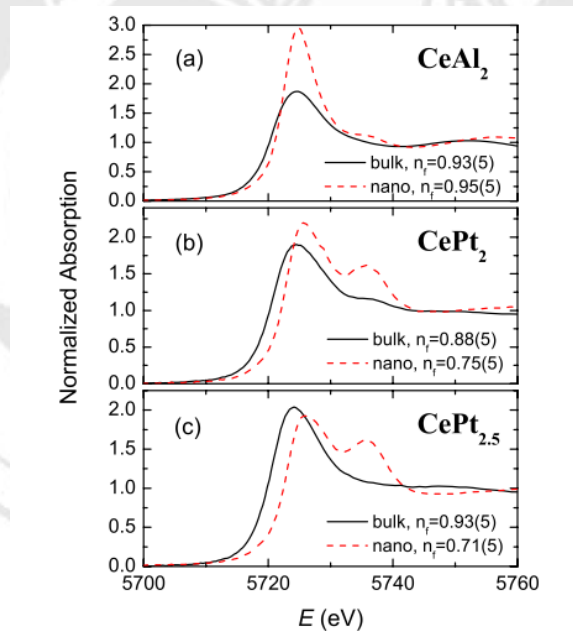 3.0
(a)
CeAl2
2.5
2.0
1.5
1.0
bulk, nf=0.93(5)
0.5
nano, nf=0.95(5)
0.0
(b)
CePt2
2.0
1.5
1.0
bulk, nf=0.88(5)
0.5
nano, nf=0.75(5)
0.0
(c)
CePt2.5
2.0
1.5
1.0
bulk, nf=0.93(5)
0.5
nano, nf=0.71(5)
0.0
5700 5720 5740 5760
E (eV)
Normalized Absorption